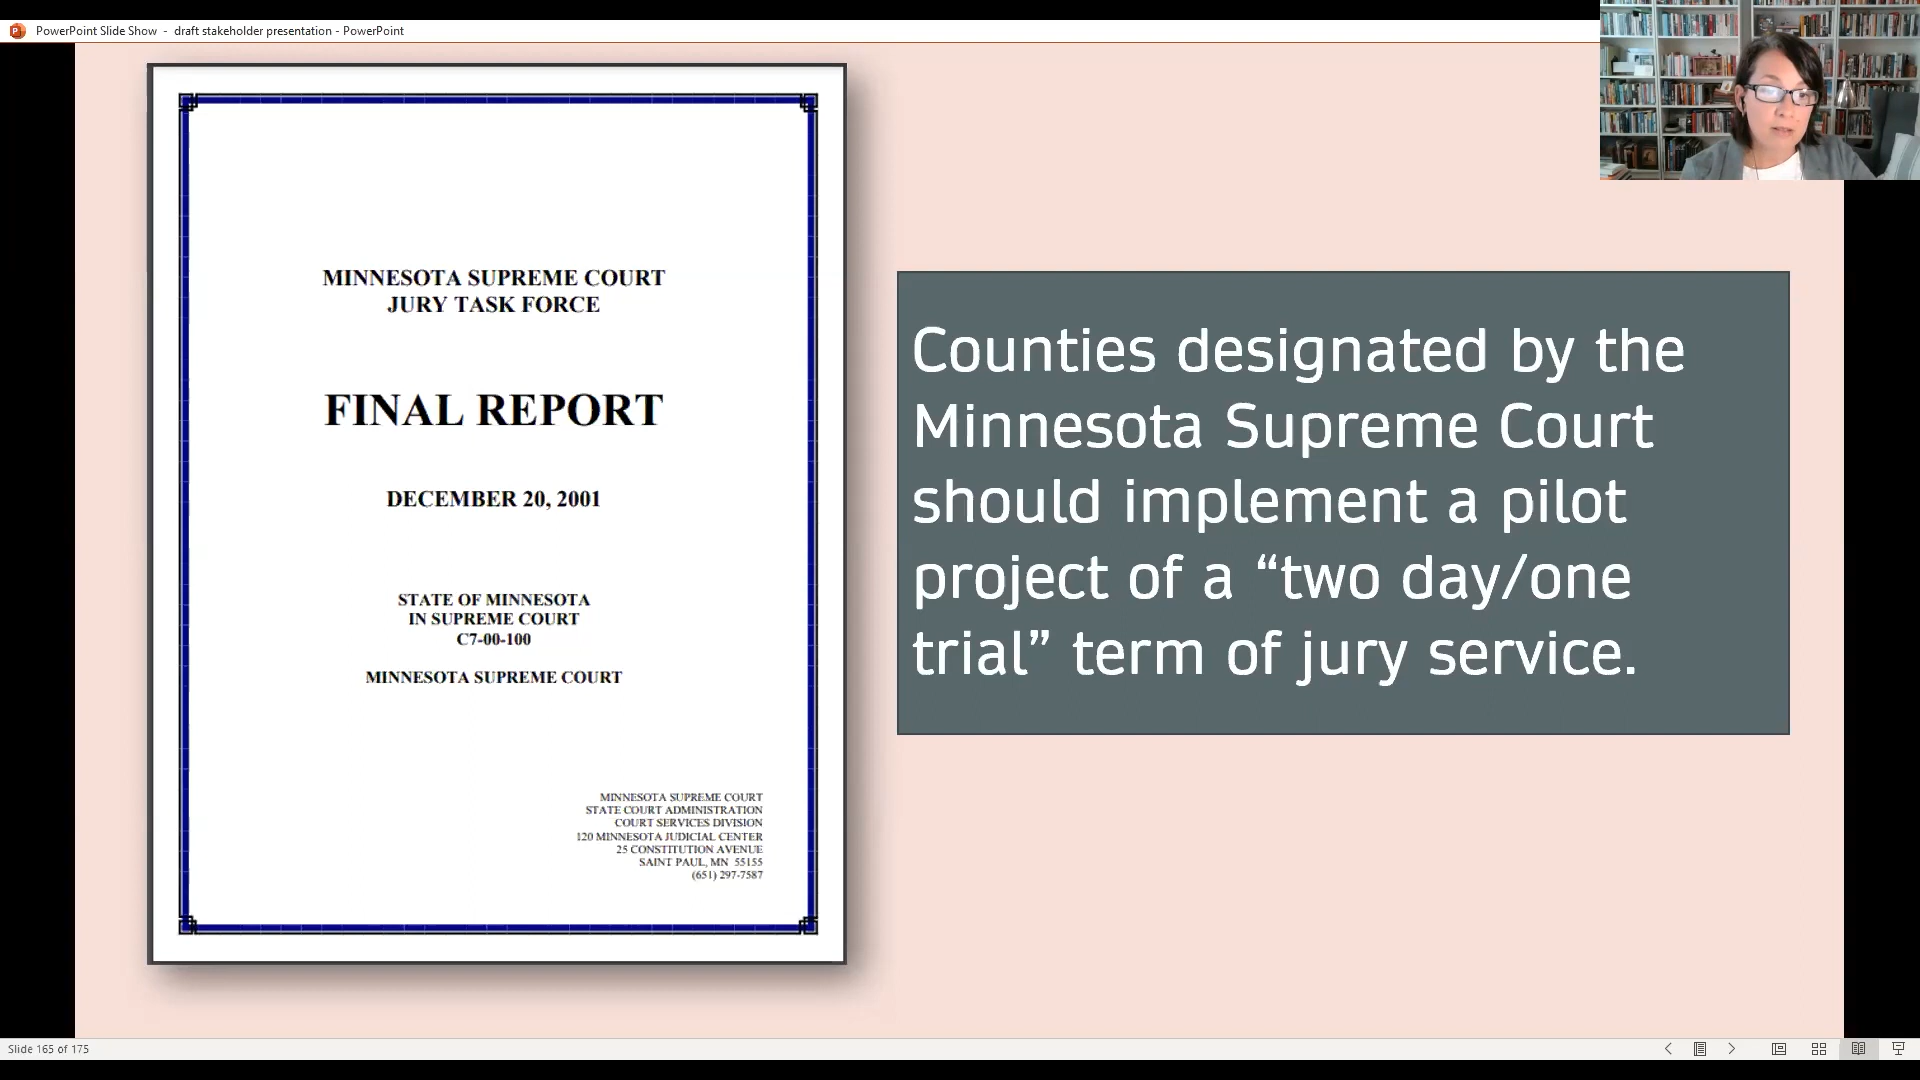 PowerPoint Slide Show - draft stakeholder presentation - PowerPoint
MINNESOTA SUPREME COURT
JURY TASK FORCE
FINAL REPORT
DECEMBER 20, 2001
STATE OF MINNESOTA
IN SUPREME COURT
C7-00-100
MINNESOTA SUPREME COURT
MINNESOTA SUPREME COURT
STATE COURT ADMINISTRATION
COURT SERVICES DIVISION
120 MINNESOTA JUDICIAL CENTER
25 CONSTITUTION AVENUE
SAINT PAUL, MN 55155
(651) 297-7587
Counties designated by the
Minnesota Supreme Court
should implement a pilot
project of a “two day/one
trial” term of jury service.
Slide 165 of 175